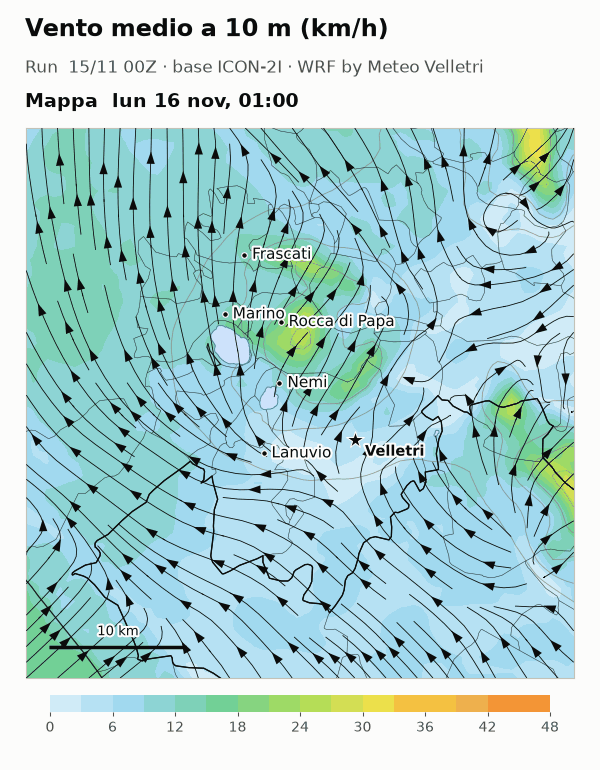 Vento medio a 10 m (km/h)
Run  15/11 00Z · base ICON-2I · WRF by Meteo Velletri
Mappa  lun 16 nov, 01:00
Frascati
Marino
Rocca di Papa
Nemi
Velletri
Lanuvio
10 km
0 6 12 18 24 30 36 42 48